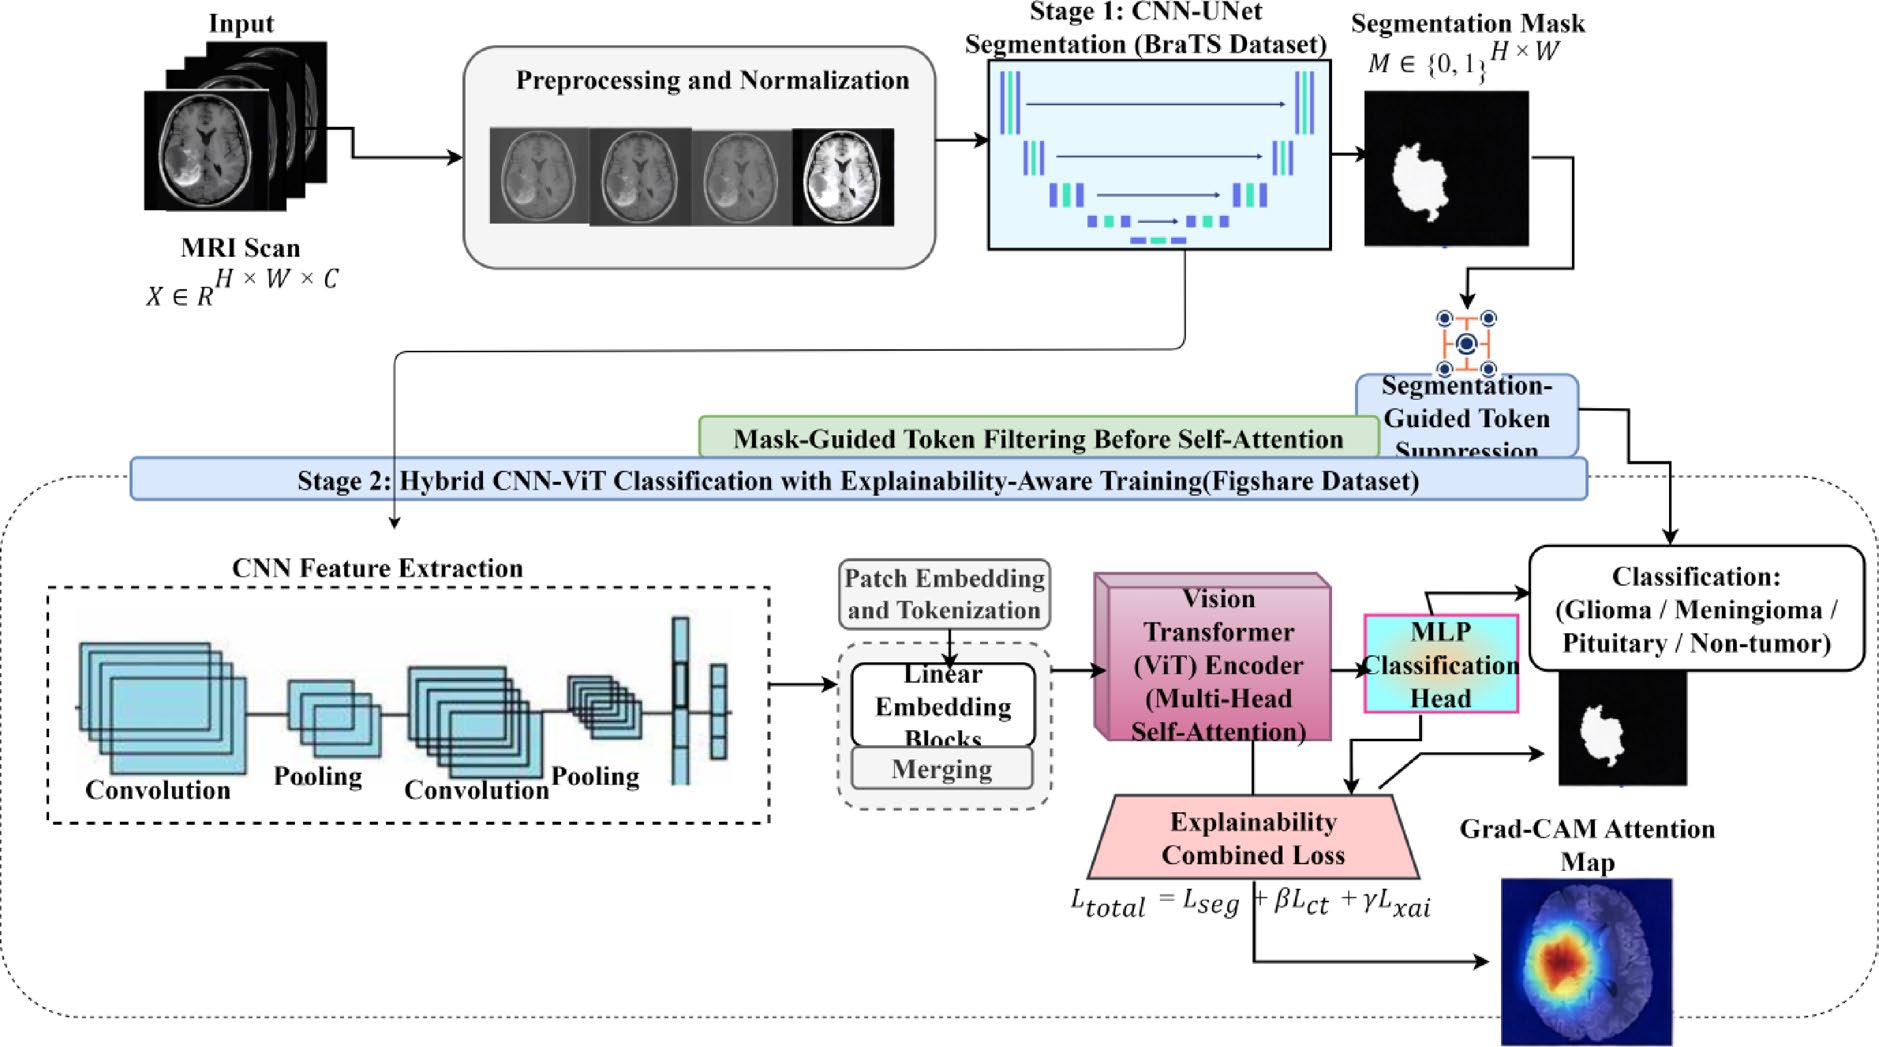 Input
MRI Scan
X ∈ R^{H × W × C}
Preprocessing and Normalization
Stage 1: CNN-UNet
Segmentation (BraTS Dataset)
Segmentation Mask
M ∈ {0, 1}^{H × W}
Segmentation-
Guided Token
Suppression
Mask-Guided Token Filtering Before Self-Attention
Stage 2: Hybrid CNN-ViT Classification with Explainability-Aware Training(Figshare Dataset)
CNN Feature Extraction
Convolution
Pooling
Convolution
Pooling
Patch Embedding
and Tokenization
Linear
Embedding
Blocks
Merging
Vision
Transformer
(ViT) Encoder
(Multi-Head
Self-Attention)
MLP
Classification
Head
Classification:
(Glioma / Meningioma /
Pituitary / Non-tumor)
Explainability
Combined Loss
L_{total} = L_{seg} + βL_{ct} + γL_{xai}
Grad-CAM Attention
Map